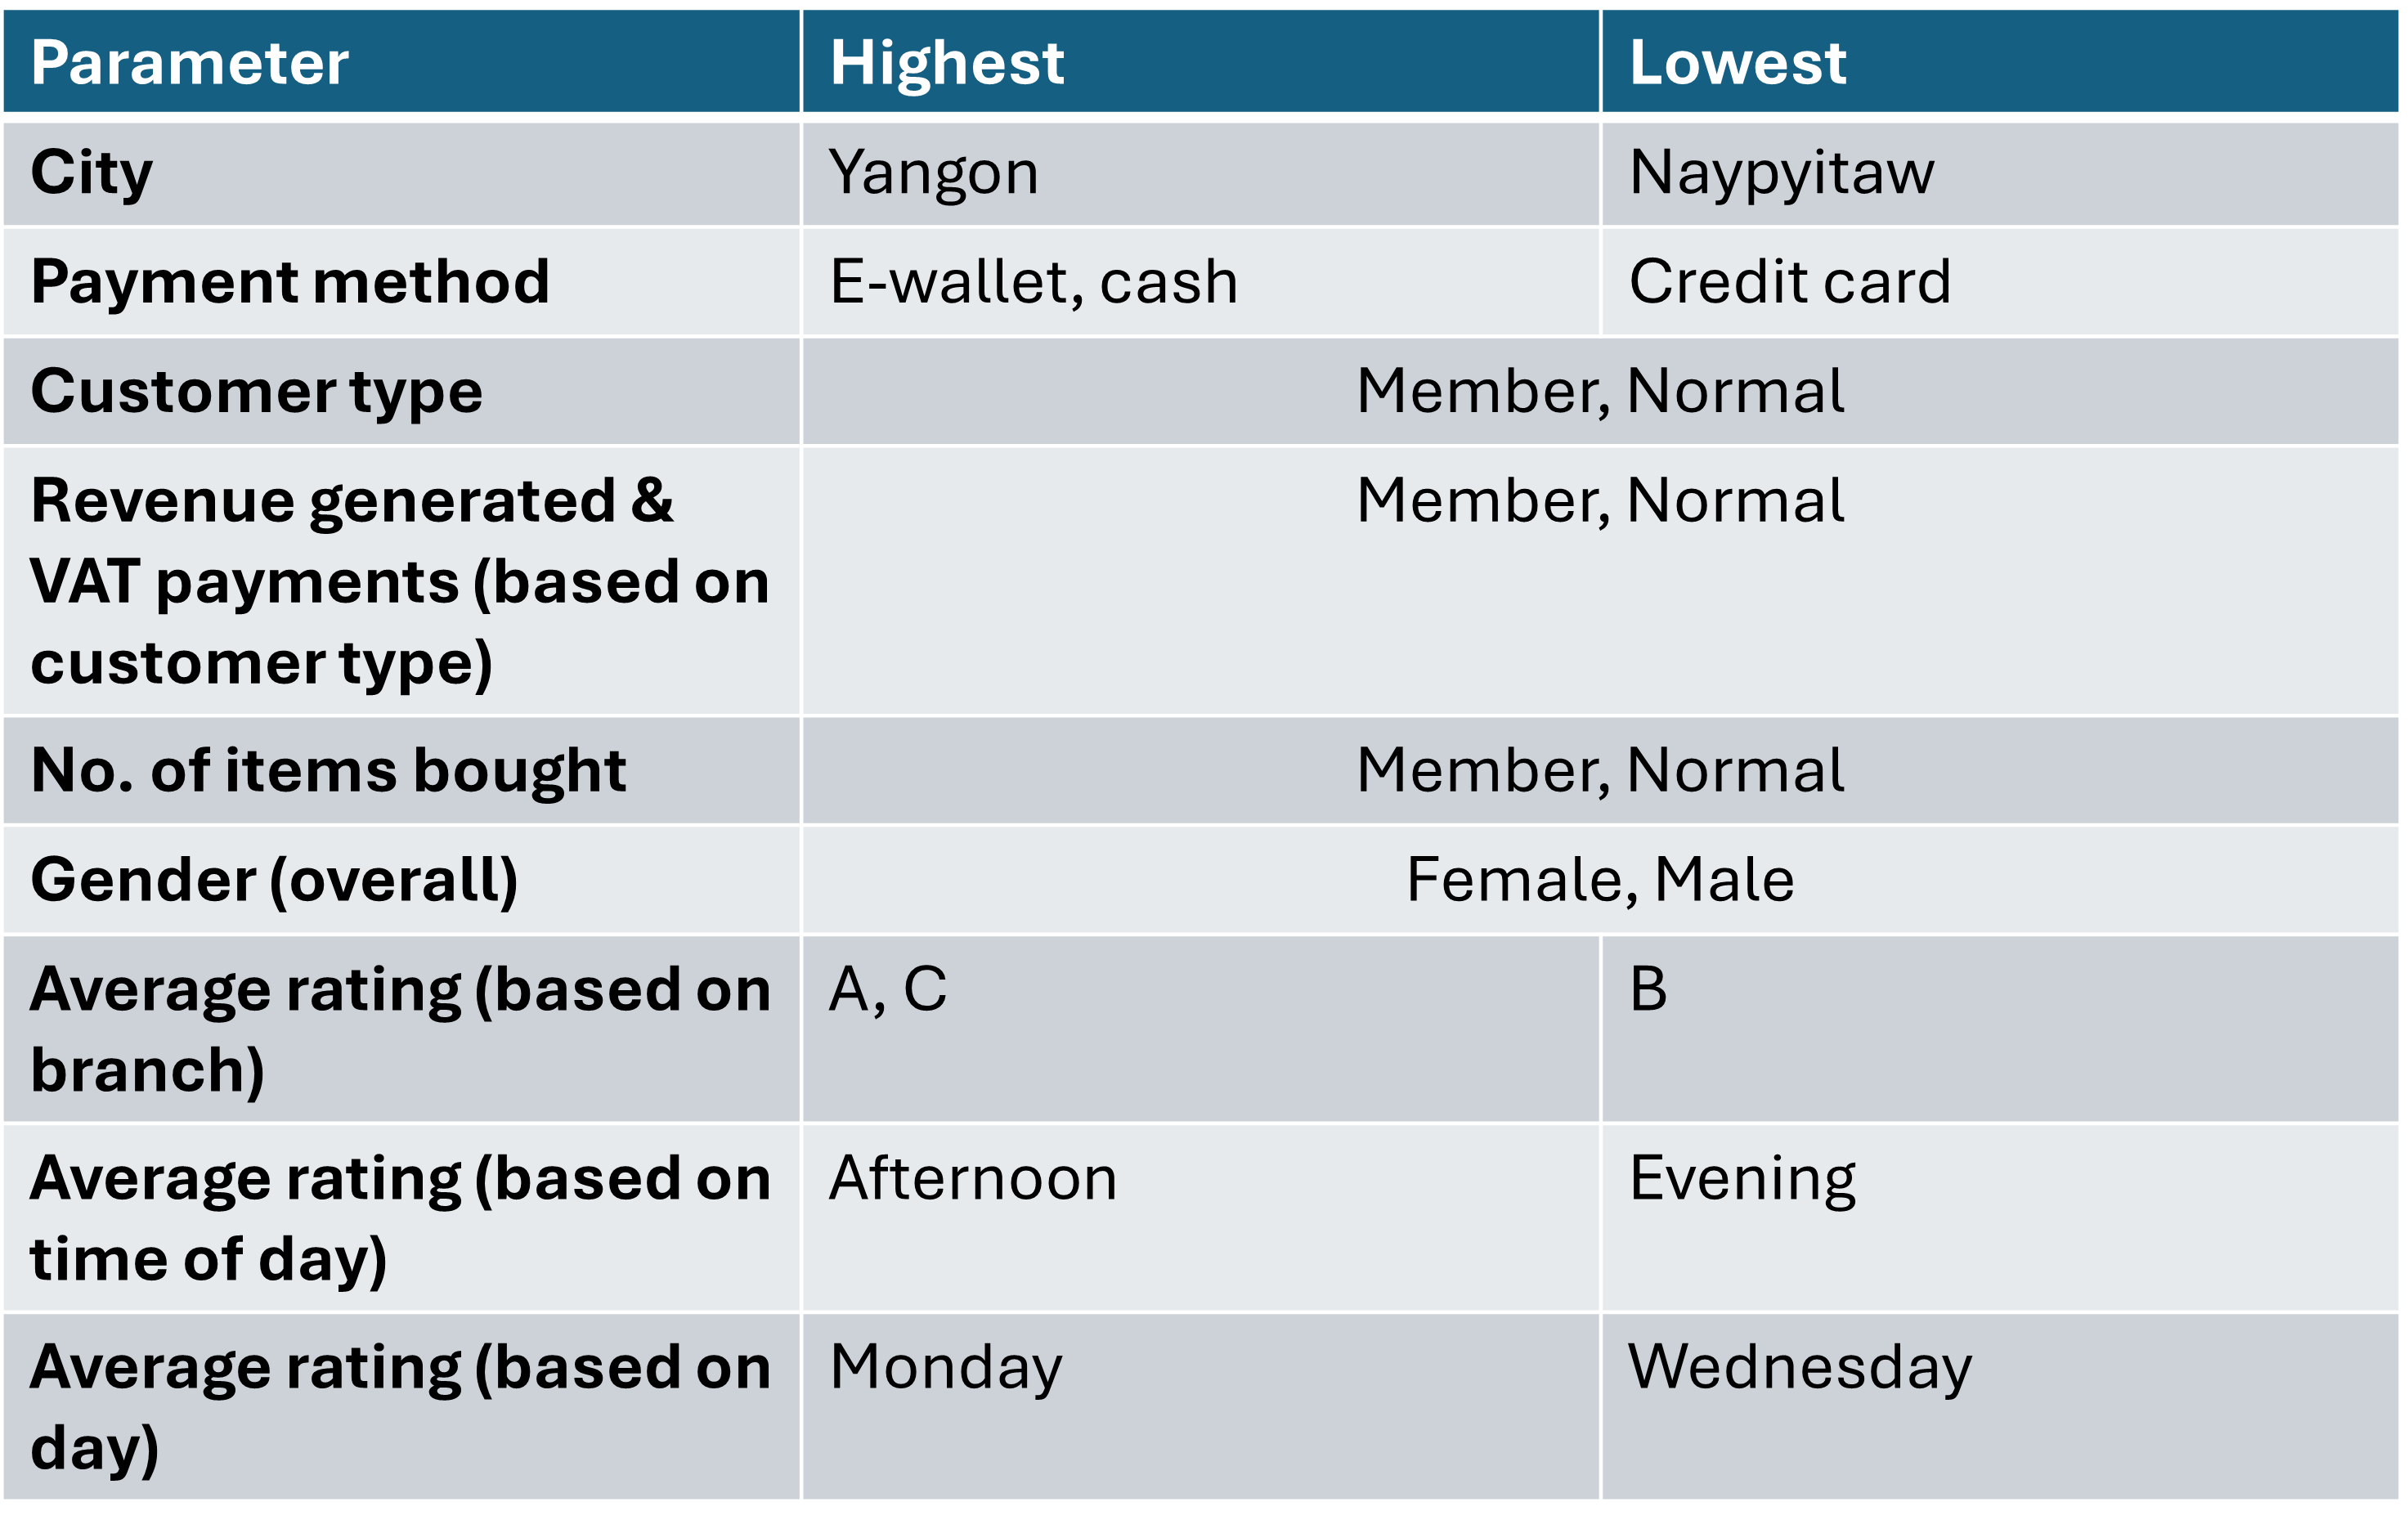 Parameter Highest Lowest
City Yangon Naypyitaw
Payment method E-wallet, cash Credit card
Customer type Member, Normal
Revenue generated & Member, Normal
VAT payments (based on
customer type)
No. of items bought Member, Normal
Gender (overall) Female, Male
Average rating (based on A, C B
branch)
Average rating (based on Afternoon Evening
time of day)
Average rating (based on Monday Wednesday
day)